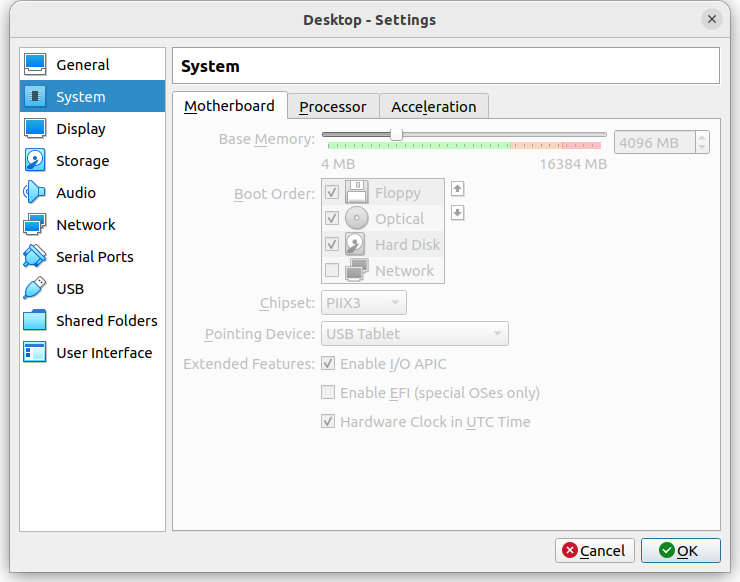 Desktop - Settings
General
System
Display
Storage
Audio
Network
Serial Ports
USB
Shared Folders
User Interface
System
Motherboard
Processor
Acceleration
Base Memory:
4096 MB
4 MB
16384 MB
Boot Order:
Floppy
Optical
Hard Disk
Network
Chipset:
PIIX3
Pointing Device:
USB Tablet
Extended Features:
Enable I/O APIC
Enable EFI (special OSes only)
Hardware Clock in UTC Time
Cancel
OK